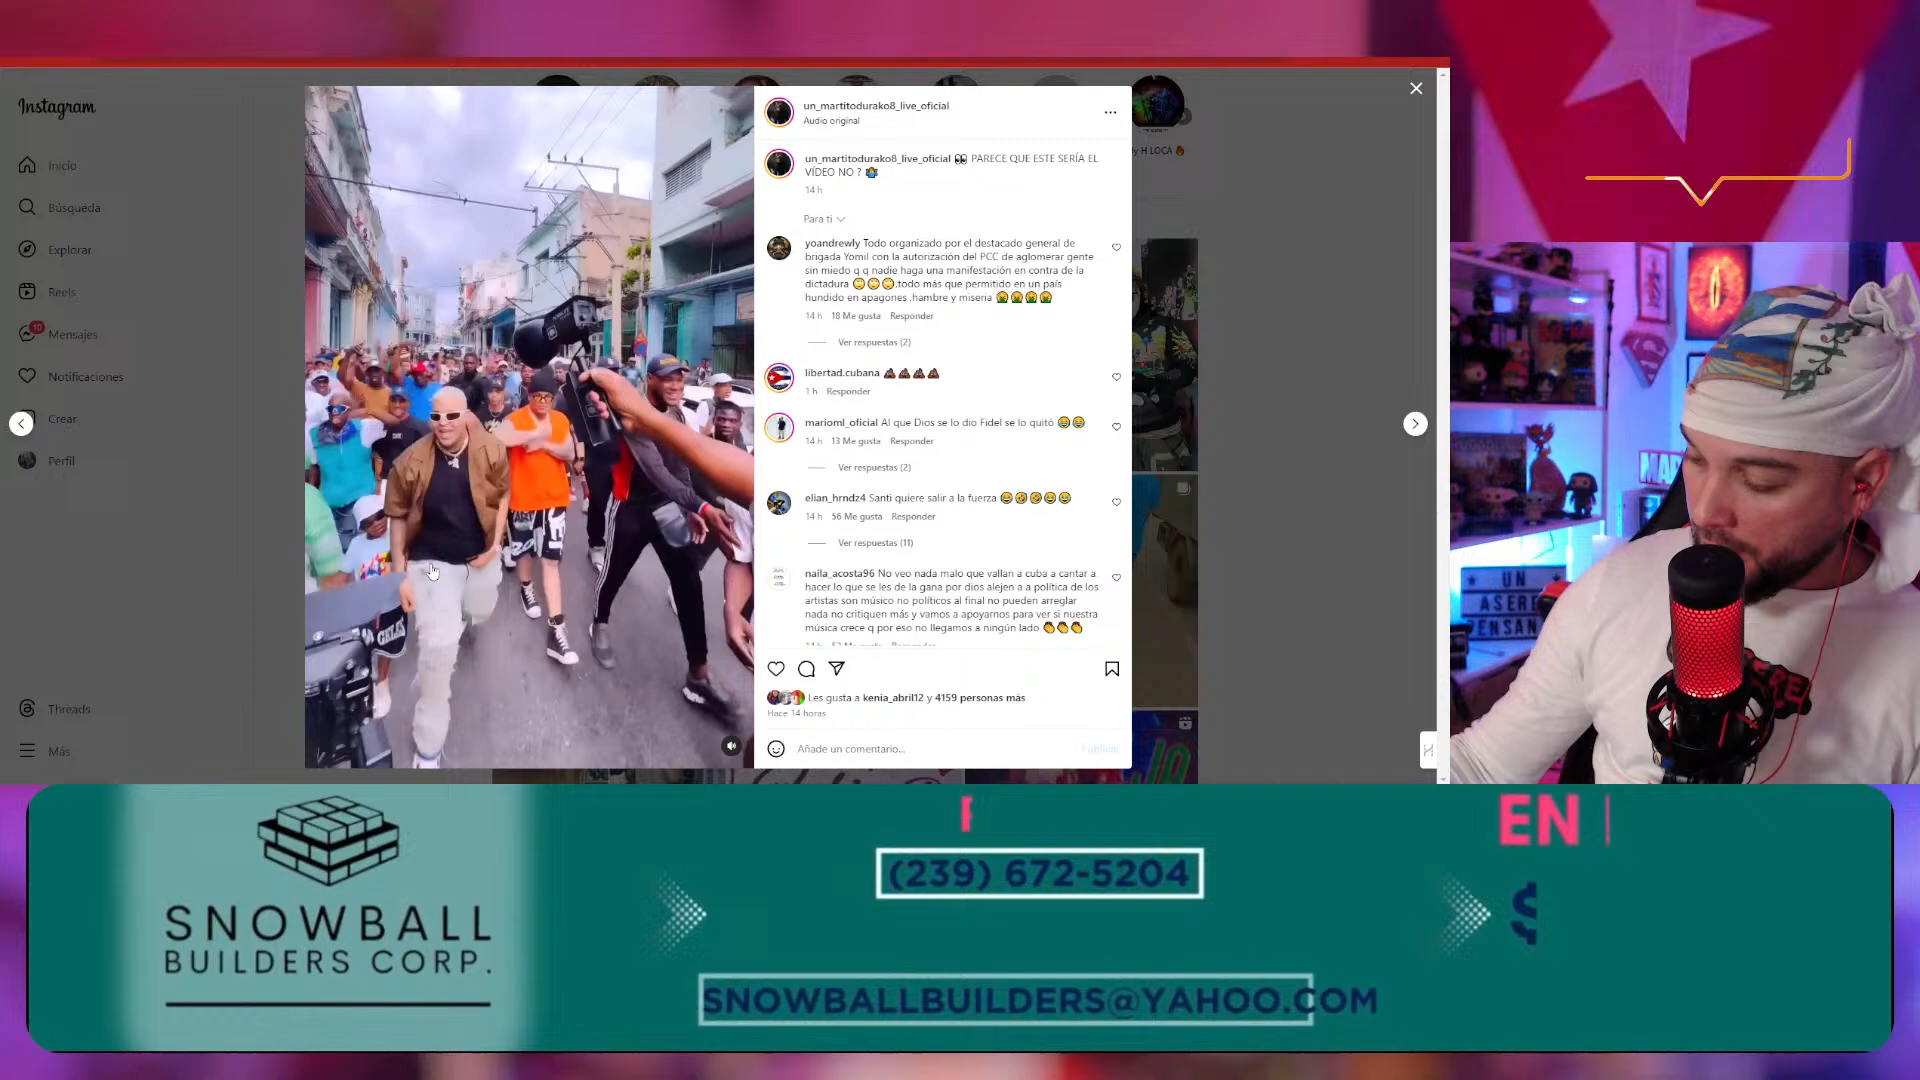 Instagram
Inicio
Búsqueda
Explorar
Reels
10
Mensajes
Notificaciones
Crear
Perfil
Threads
Más
un_martitodurako8_live_oficial
Audio original
un_martitodurako8_live_oficial 👀 PARECE QUE ESTE SERÍA EL
VÍDEO NO ? 🤷
14 h
Para ti
yoandrewly Todo organizado por el destacado general de
brigada Yomil con la autorización del PCC de aglomerar gente
sin miedo q q nadie haga una manifestación en contra de la
dictadura 🙄🙄🙄.todo más que permitido en un país
hundido en apagones ,hambre y miseria 🤮🤮🤮🤮
14 h 18 Me gusta Responder
Ver respuestas (2)
libertad.cubana 💩💩💩💩
1 h Responder
marioml_oficial Al que Dios se lo dio Fidel se lo quitó 😂😂
14 h 13 Me gusta Responder
Ver respuestas (2)
elian_hrndz4 Santi quiere salir a la fuerza 😂🤣🤣😂😂
14 h 56 Me gusta Responder
Ver respuestas (11)
naila_acosta96 No veo nada malo que vallan a cuba a cantar a
hacer lo que se les de la gana por dios alejen a a política de los
artistas son músico no políticos al final no pueden arreglar
nada no critiquen más y vamos a apoyarnos para ver si nuestra
música crece q por eso no llegamos a ningún lado 👏👏👏
Les gusta a kenia_abril12 y 4159 personas más
Hace 14 horas
Añade un comentario...
Publicar
y H LOCA 🔥
UN
ASERE
PENSAN
SNOWBALL
BUILDERS CORP.
(239) 672-5204
SNOWBALLBUILDERS@YAHOO.COM
EN
$